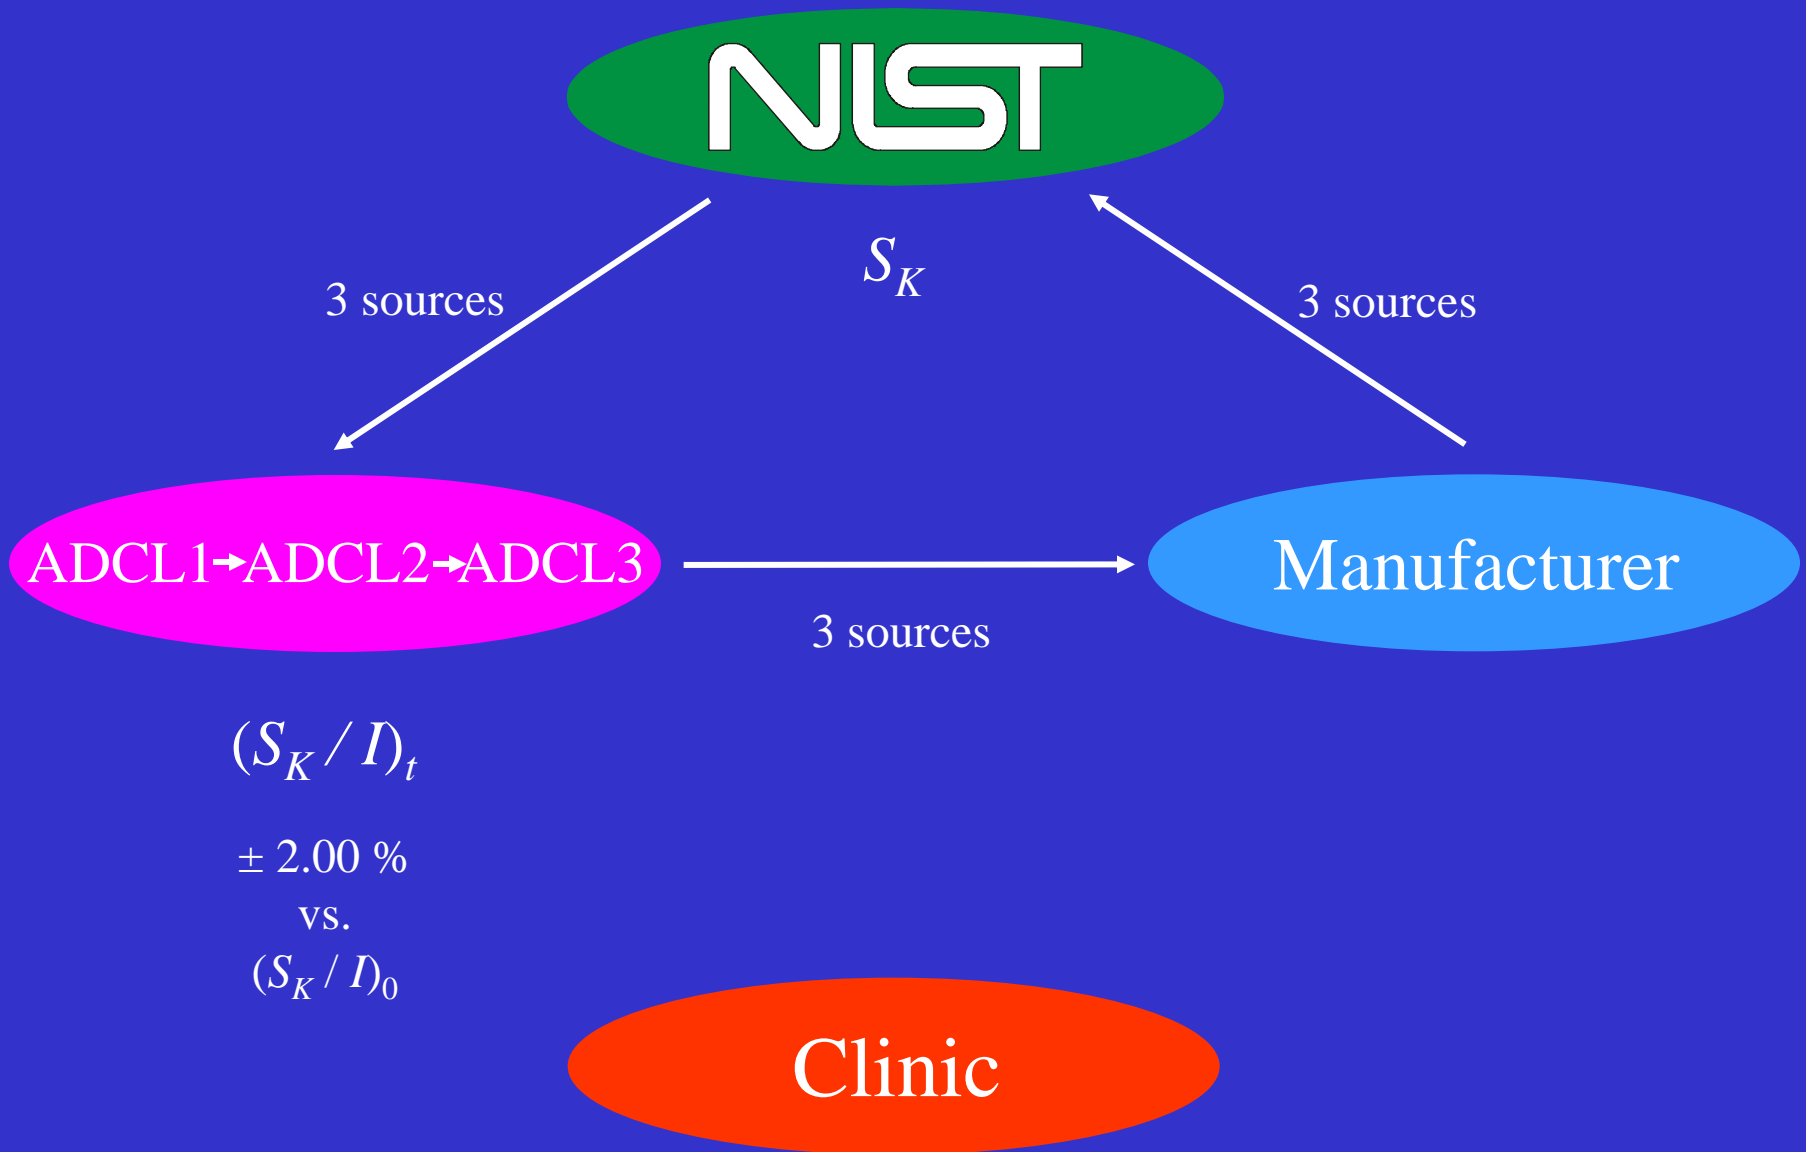 NIST
S_K
3 sources
3 sources
ADCL1→ADCL2→ADCL3
Manufacturer
3 sources
(S_K / I)_t
± 2.00 %
vs.
(S_K / I)_0
Clinic